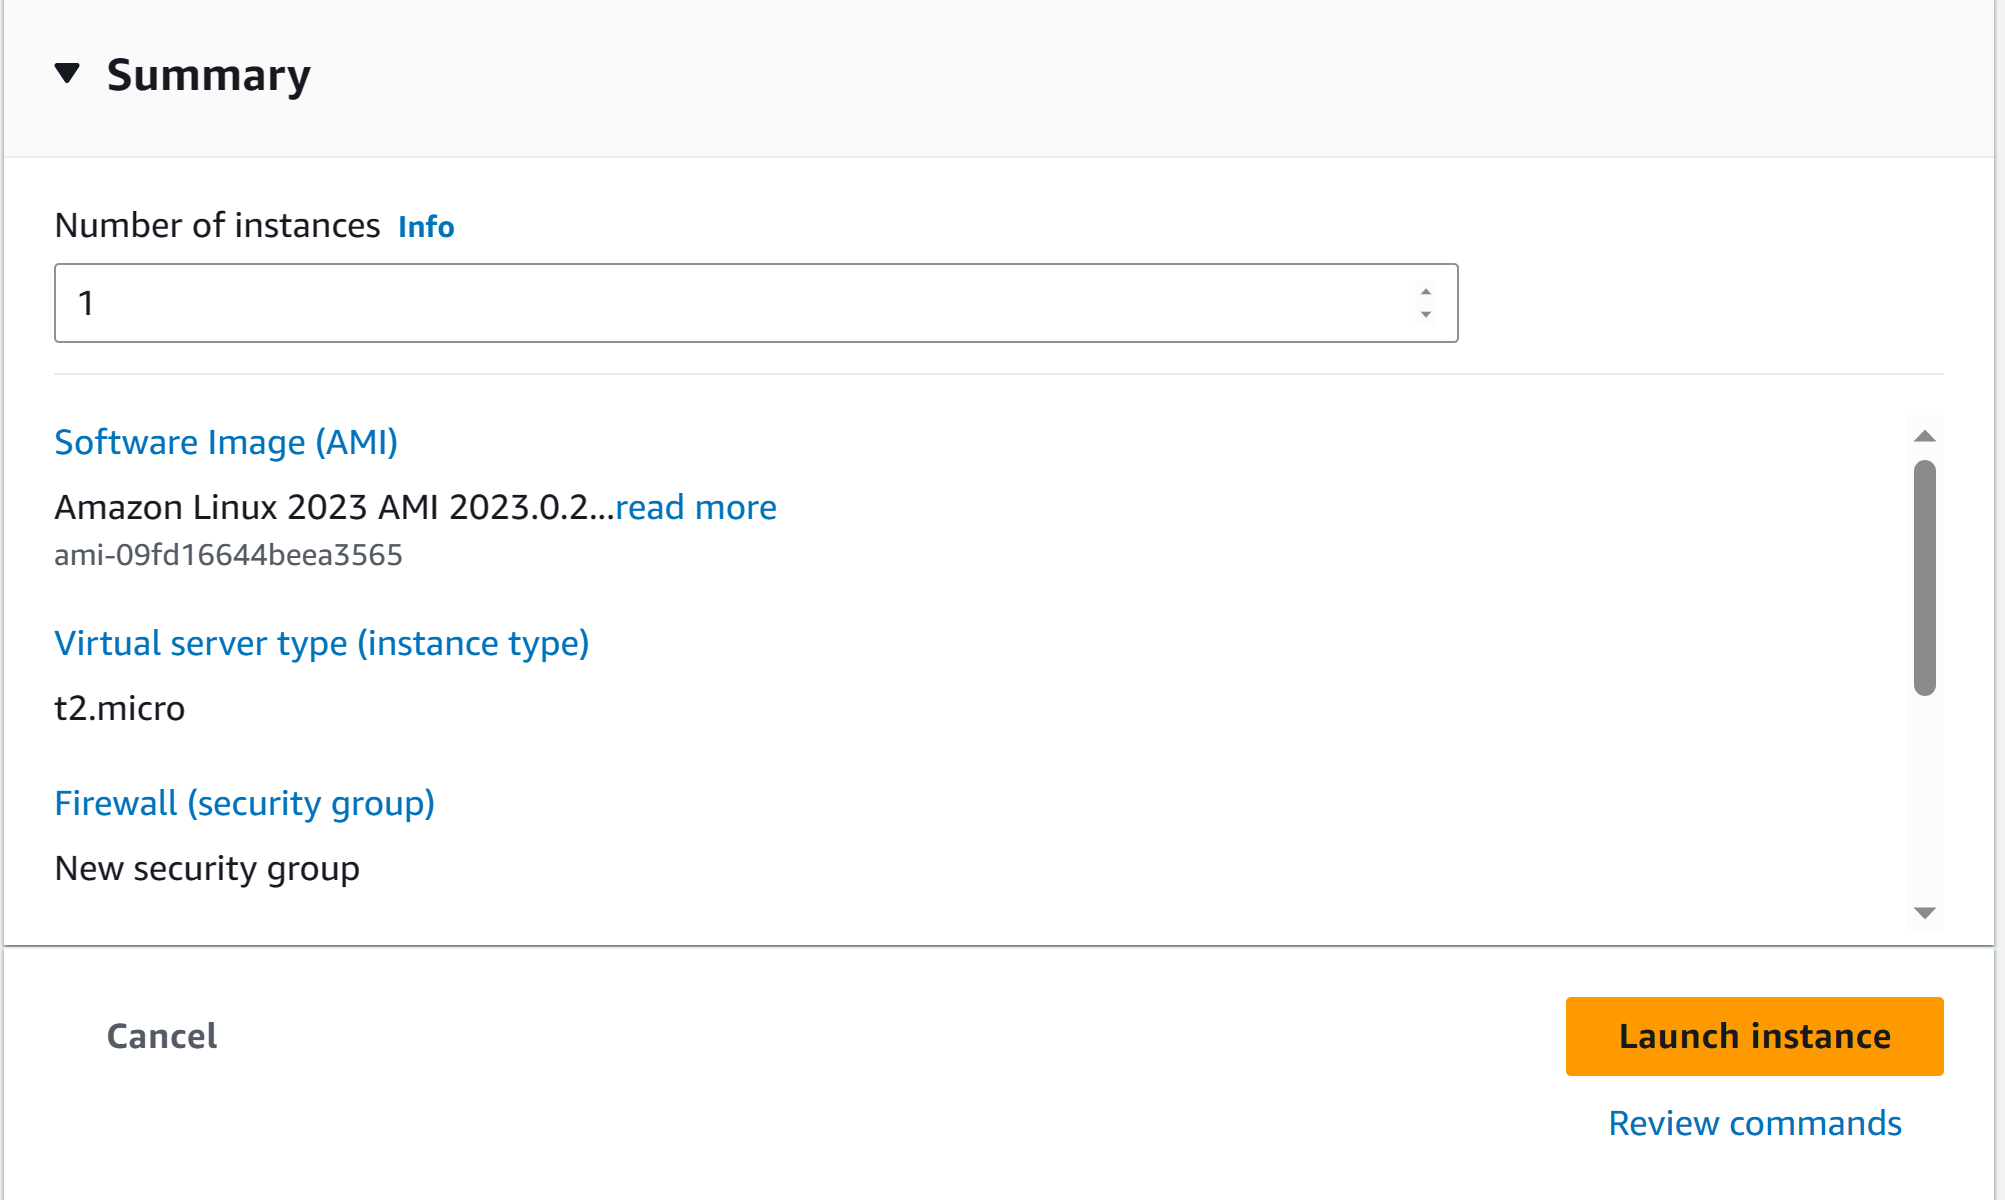 Summary
Number of instances Info
1
Software Image (AMI)
Amazon Linux 2023 AMI 2023.0.2...read more
ami-09fd16644beea3565
Virtual server type (instance type)
t2.micro
Firewall (security group)
New security group
Cancel
Launch instance
Review commands